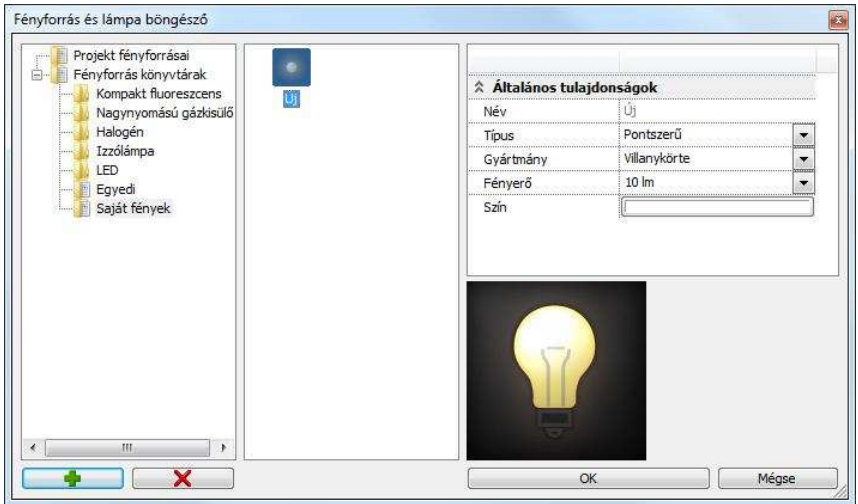 Fényforrás és lámpa böngésző
Projekt fényforrásai
Fényforrás könyvtárak
Kompakt fluoreszcens
Nagynyomású gázkisülő
Halogén
Izzólámpa
LED
Egyedi
Saját fények
Új
Általános tulajdonságok
Név Új
Típus Pontszerű
Gyártmány Villanykörte
Fényerő 10 lm
Szín
OK Mégse